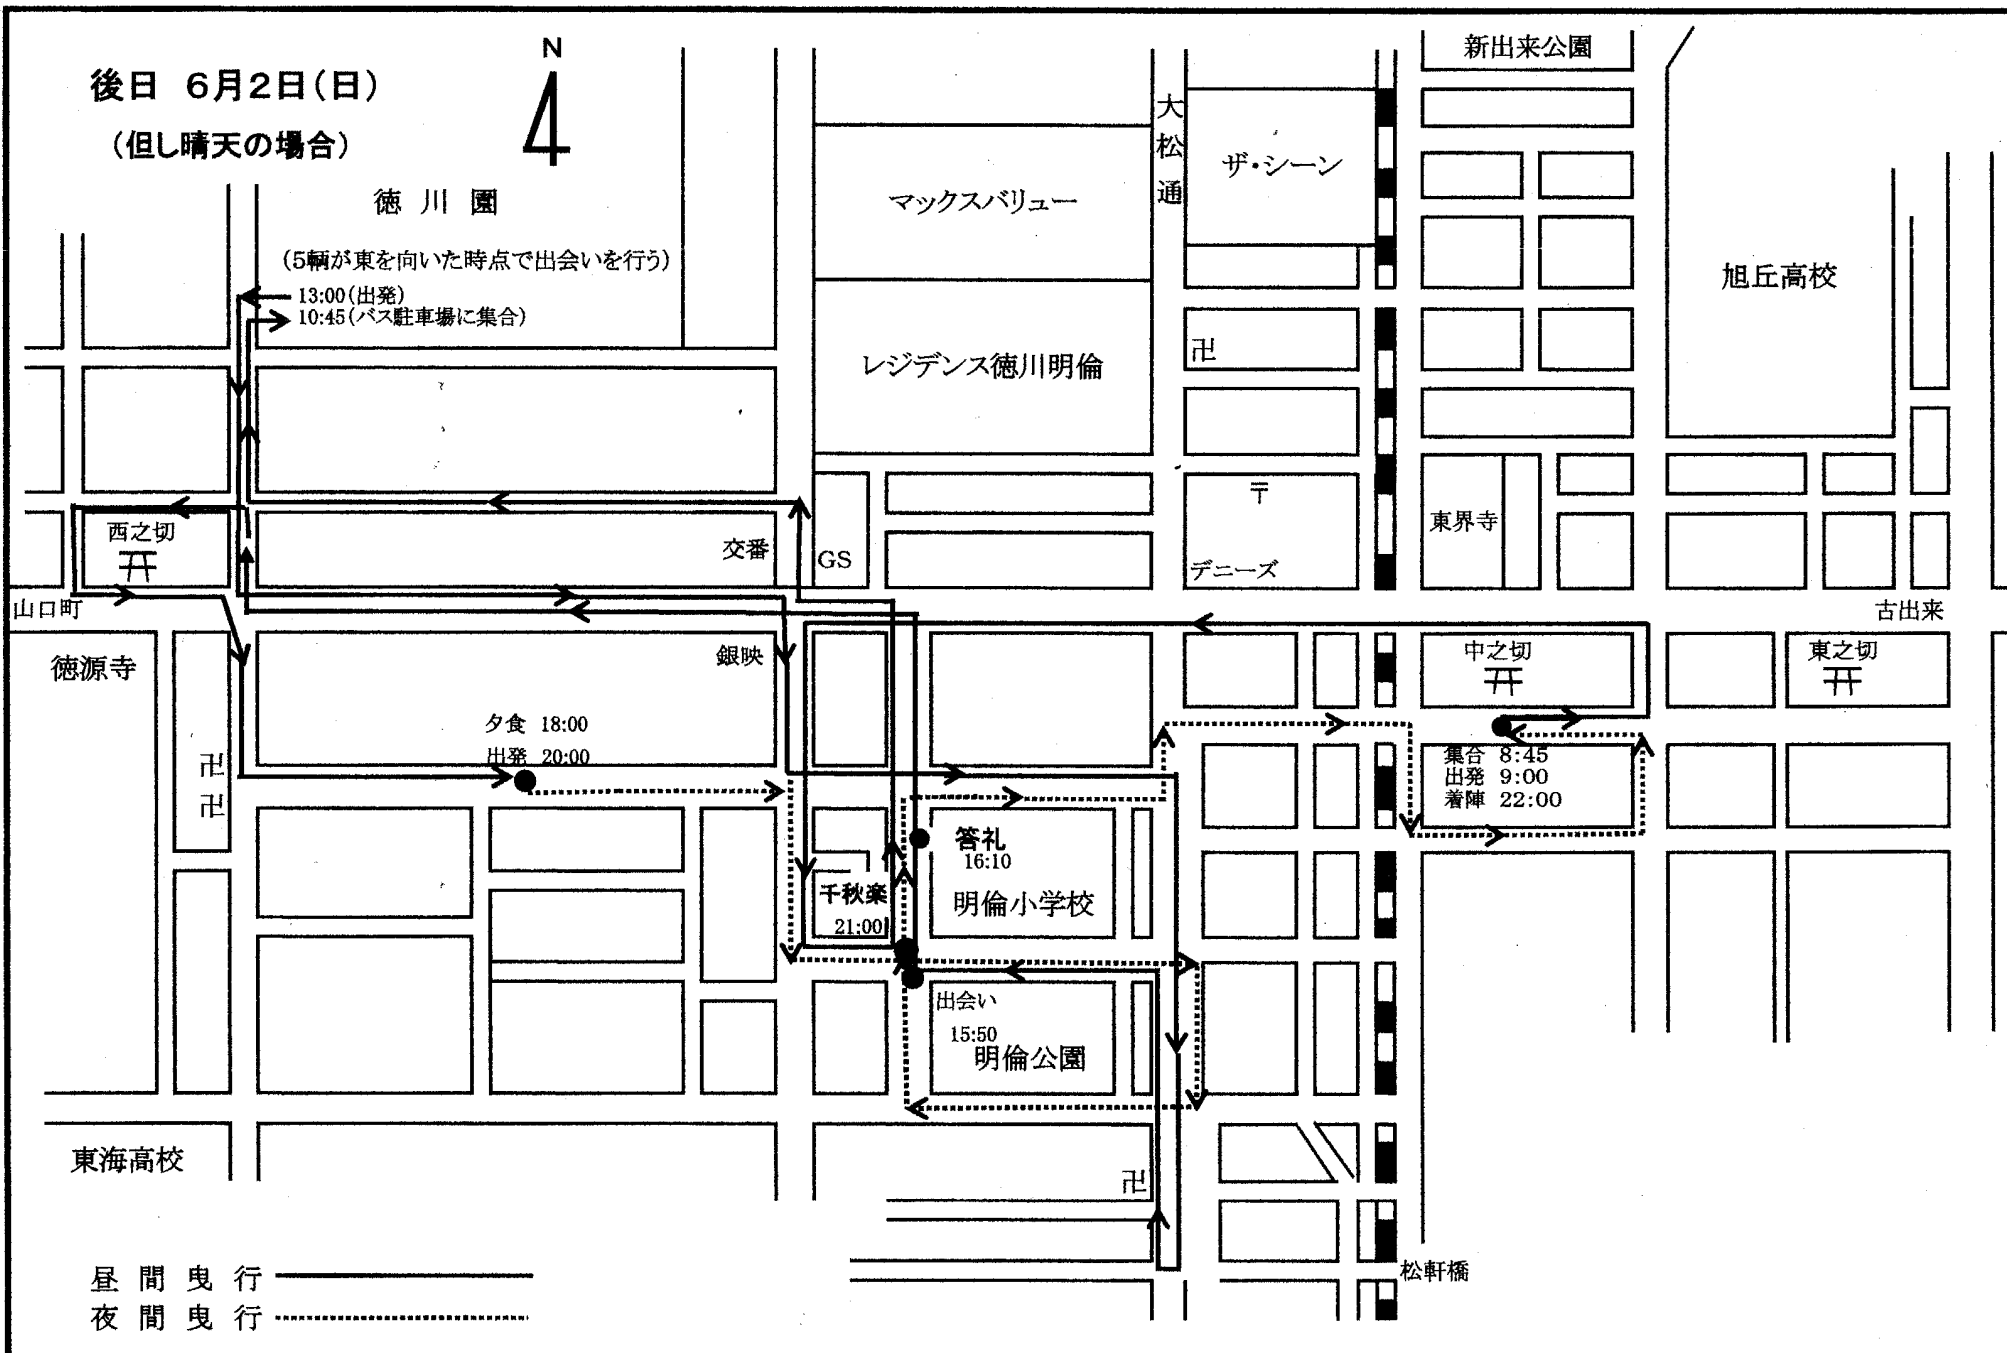 後日 6月2日(日)
(但し晴天の場合)
N
徳川園
(5輌が東を向いた時点で出会いを行う)
13:00(出発)
10:45(バス駐車場に集合)
マックスバリュー
レジデンス徳川明倫
大松通
ザ・シーン
新出来公園
旭丘高校
卍
〒
デニーズ
東界寺
西之切
交番
GS
山口町
古出来
徳源寺
銀映
中之切
東之切
夕食 18:00
出発 20:00
卍
卍
集合 8:45
出発 9:00
着陣 22:00
答礼
16:10
千秋楽
21:00
明倫小学校
出会い
15:50
明倫公園
東海高校
卍
松軒橋
昼間曳行
夜間曳行